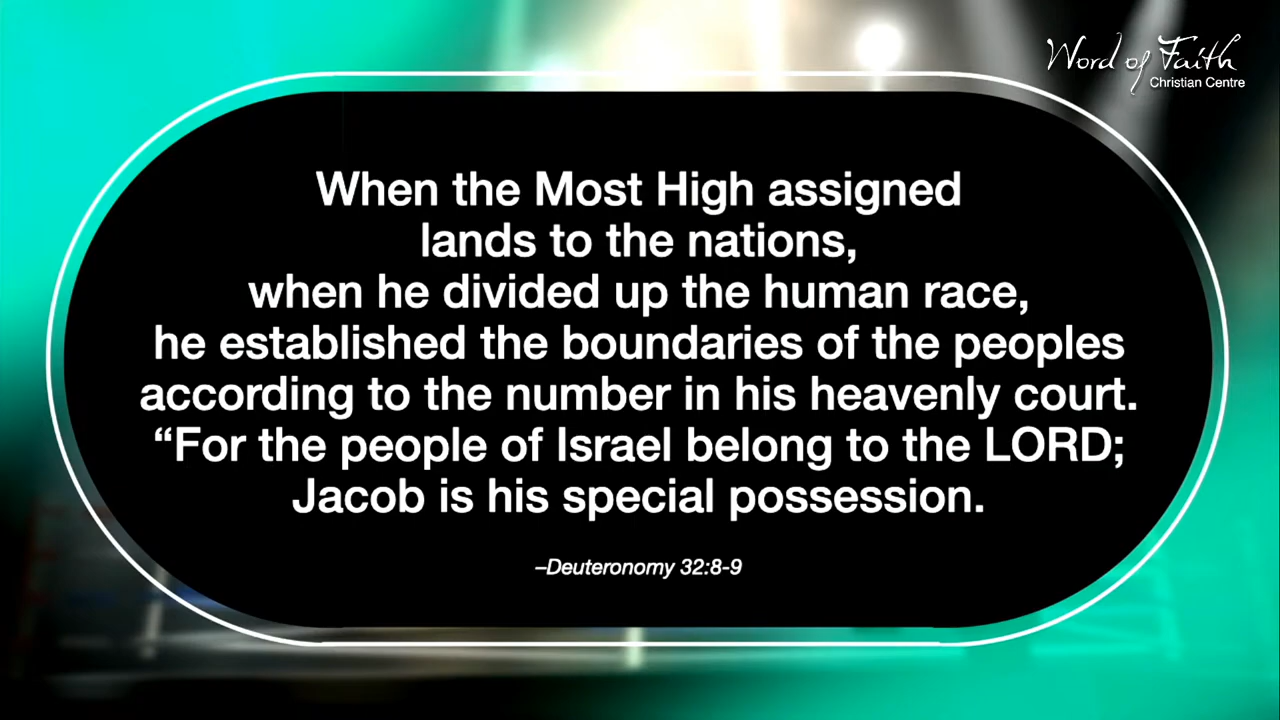 Word of Faith
Christian Centre
When the Most High assigned
lands to the nations,
when he divided up the human race,
he established the boundaries of the peoples
according to the number in his heavenly court.
“For the people of Israel belong to the LORD;
Jacob is his special possession.
–Deuteronomy 32:8-9